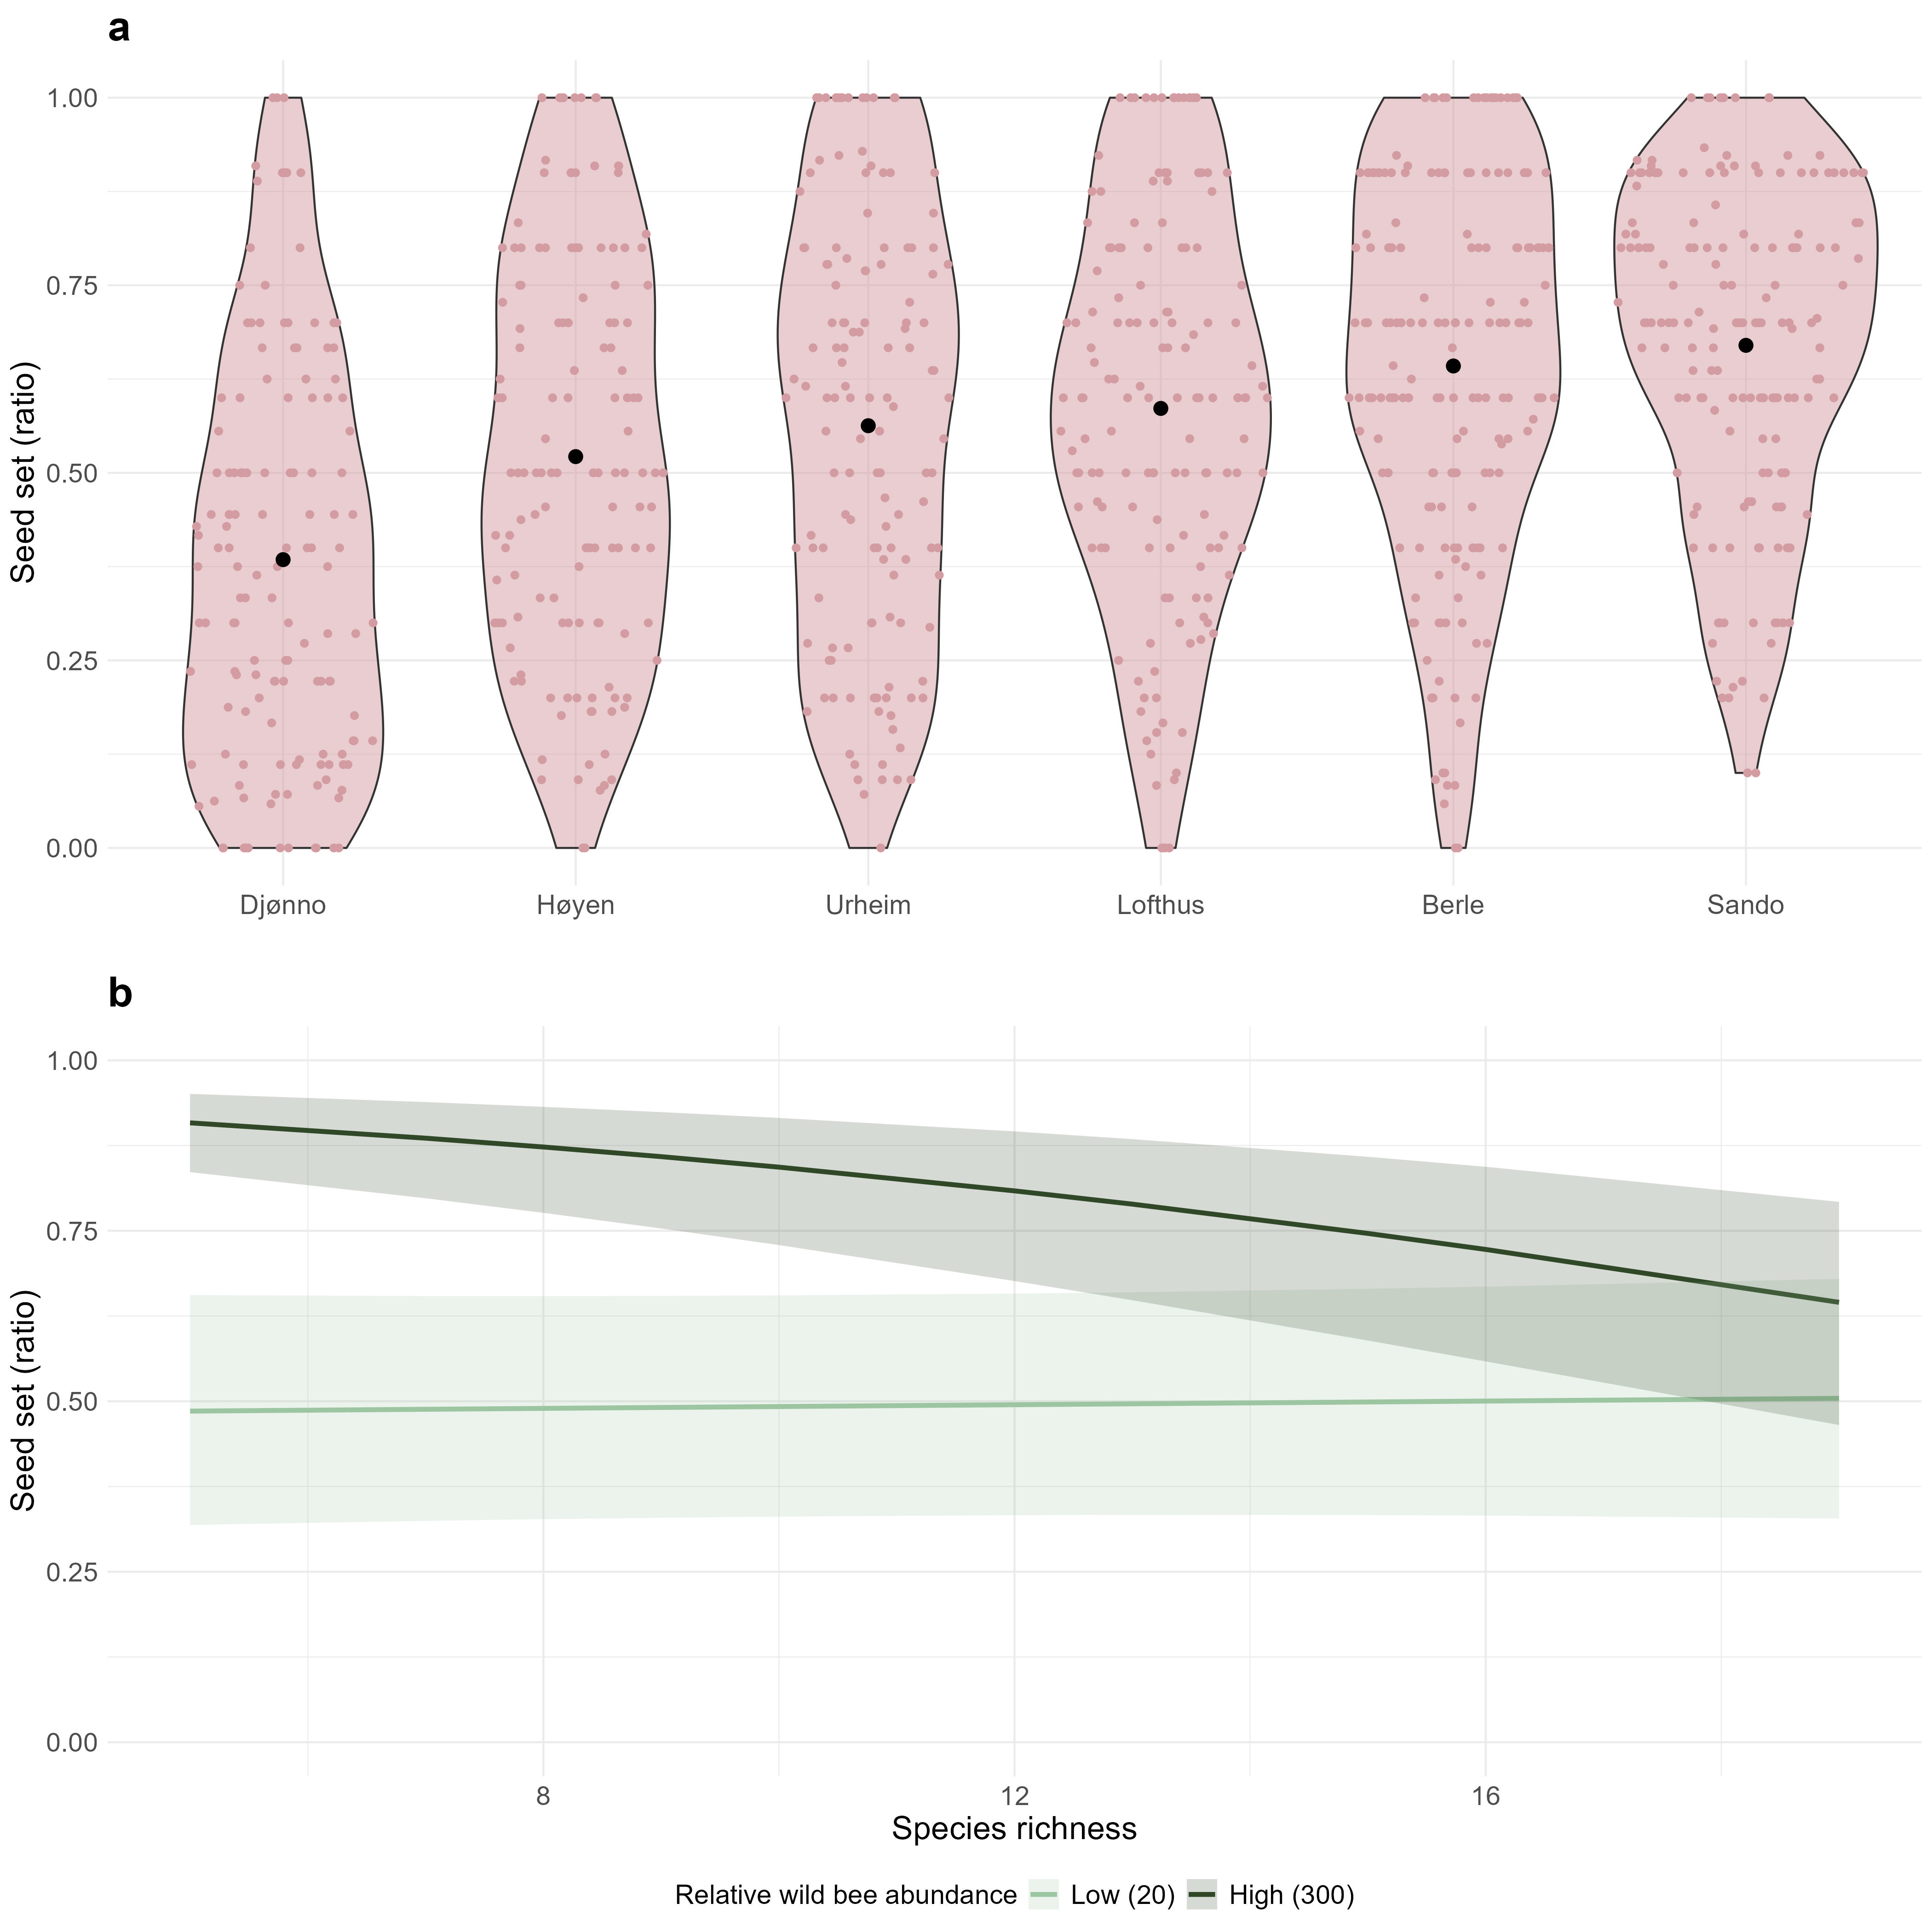 a
1.00
0.75
0.50
0.25
0.00
Seed set (ratio)
Djønno Høyen Urheim Lofthus Berle Sando
b
1.00
0.75
0.50
0.25
0.00
Seed set (ratio)
8 12 16
Species richness
Relative wild bee abundance Low (20) High (300)